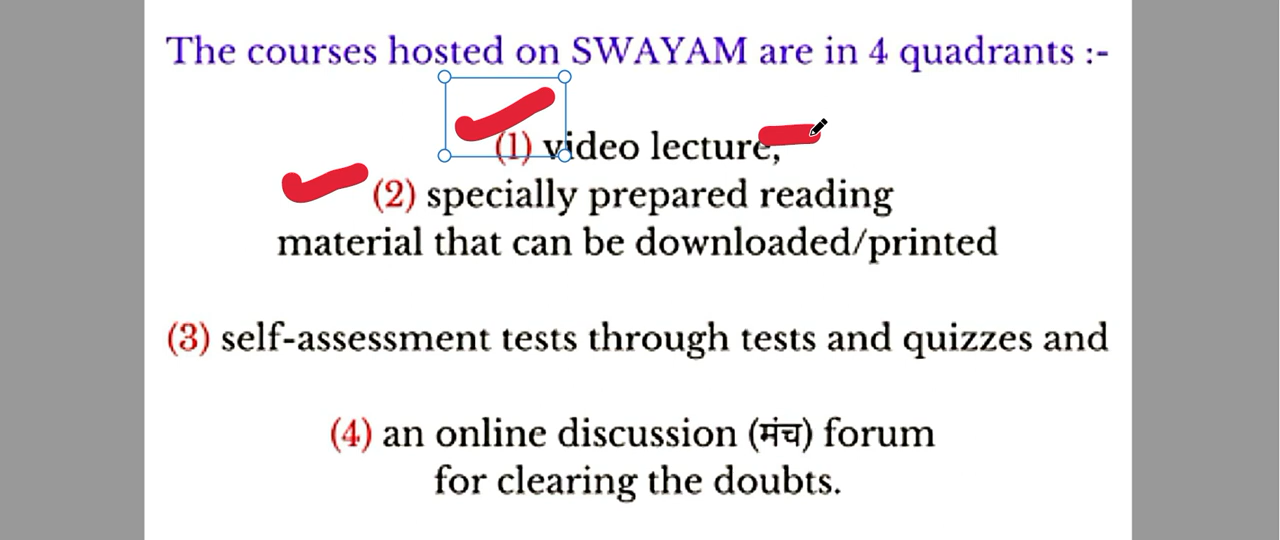 The courses hosted on SWAYAM are in 4 quadrants :-
(1) video lecture,
(2) specially prepared reading
material that can be downloaded/printed
(3) self-assessment tests through tests and quizzes and
(4) an online discussion (मंच) forum
for clearing the doubts.